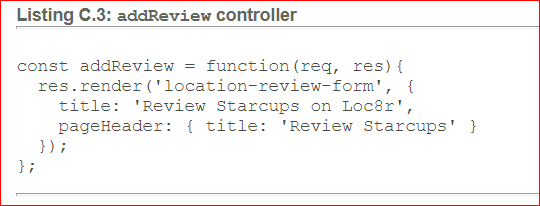 Listing C.3: addReview controller
const addReview = function(req, res){
  res.render('location-review-form', {
    title: 'Review Starcups on Loc8r',
    pageHeader: { title: 'Review Starcups' }
  });
};